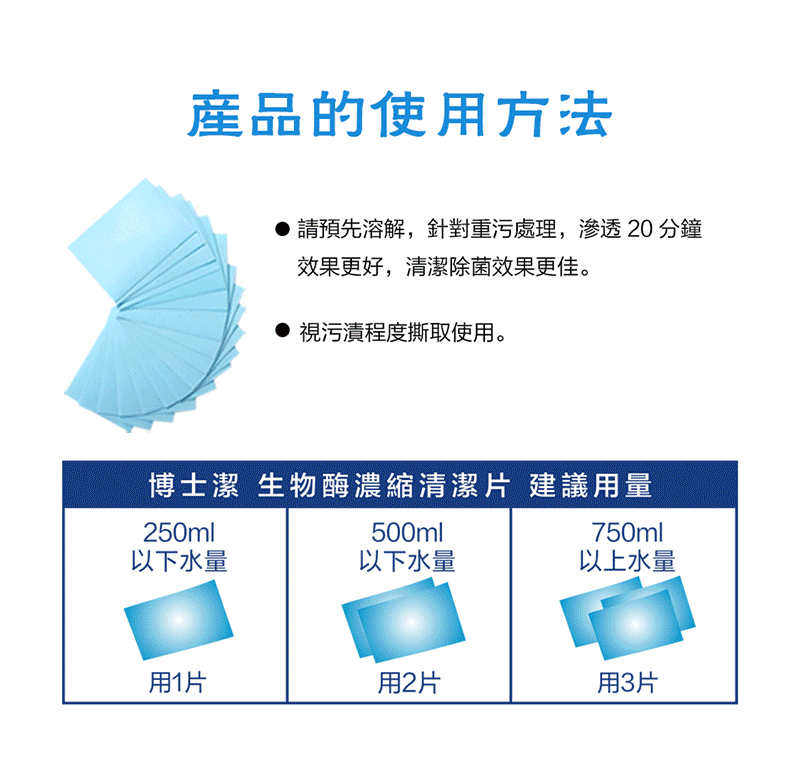 産品的使用方法
● 請預先溶解，針對重污處理，滲透 20 分鐘
效果更好，清潔除菌效果更佳。
● 視污漬程度撕取使用。
博士潔 生物酶濃縮清潔片 建議用量
250ml
以下水量
用1片
500ml
以下水量
用2片
750ml
以上水量
用3片